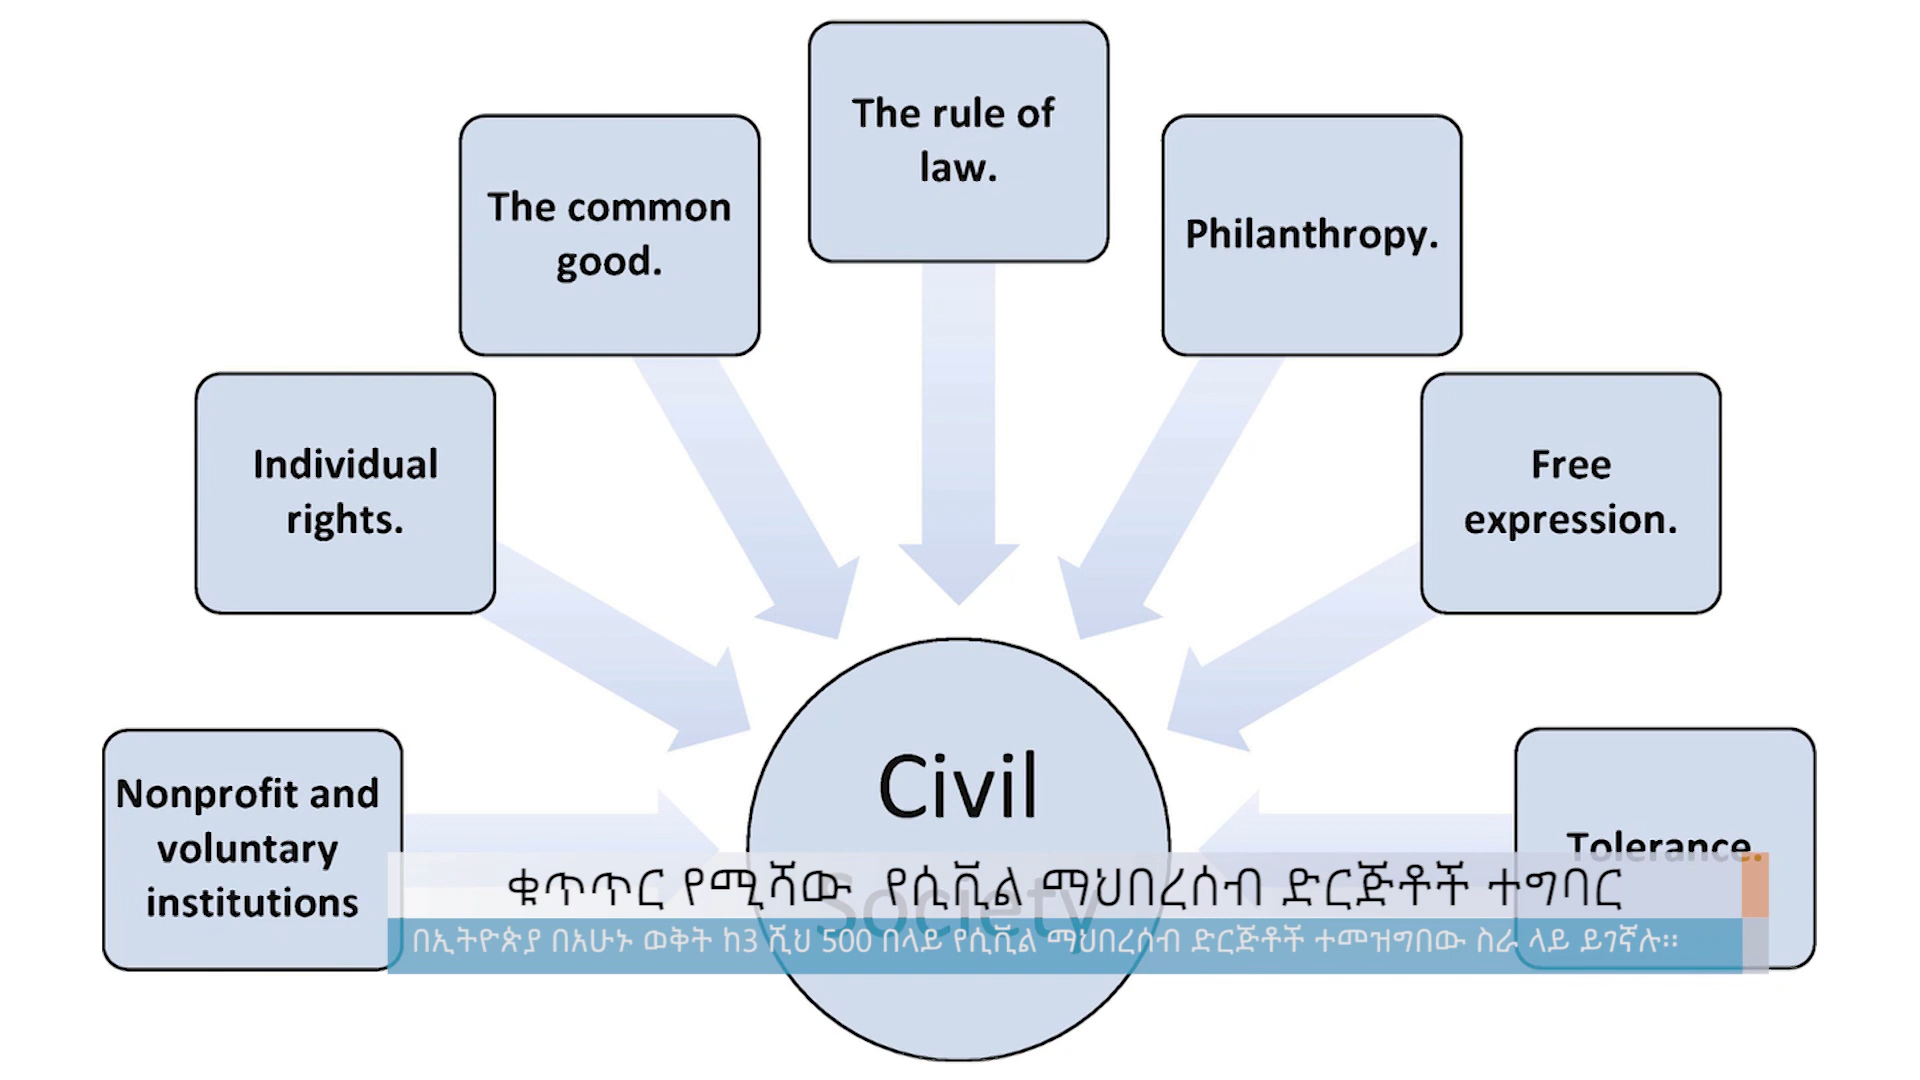 The rule of
law.
The common
good.
Philanthropy.
Individual
rights.
Free
expression.
Nonprofit and
voluntary
institutions
Civil
Society
Tolerance.
ቁጥጥር የሚሻው የሲቪል ማህበረሰብ ድርጅቶች ተግባር
በኢትዮጵያ በአሁኑ ወቅት ከ3 ሺህ 500 በላይ የሲቪል ማህበረሰብ ድርጅቶች ተመዝግበው ስራ ላይ ይገኛሉ፡፡